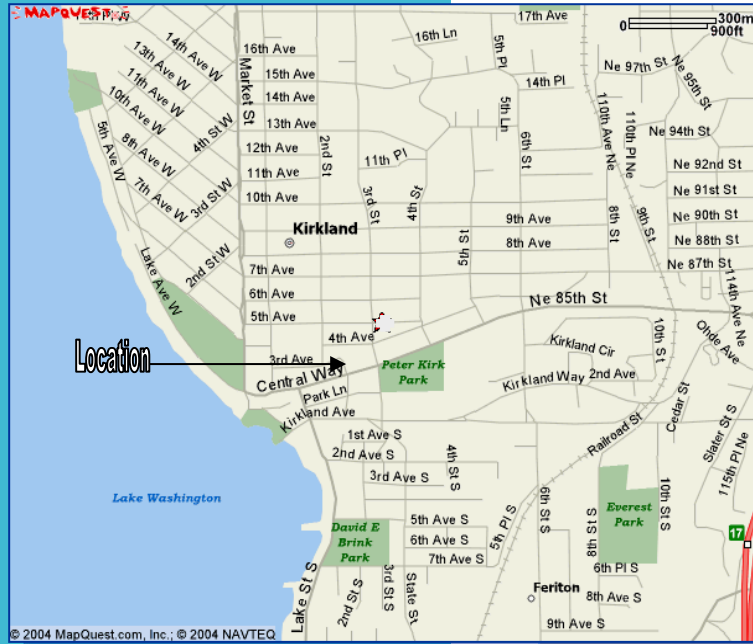 MAPQUEST
17th Ave
0 300m
900ft
16th Ln
14th Ave W
13th Ave W
16th Ave
5th Pl
Ne 97th St
Ne 95th St
11th Ave W
15th Ave
Market St
14th Pl
10th Ave W
14th Ave
5th Ln
110th Ave Ne
110th Pl Ne
5th Ave W
4th St W
13th Ave
6th St
Ne 94th St
8th Ave W
12th Ave
2nd St
11th Pl
Ne 92nd St
11th Ave
7th Ave W
3rd St W
10th Ave
3rd St
4th St
Ne 91st St
9th Ave
8th St
9th St
Ne 90th St
Kirkland
8th Ave
5th St
Ne 88th St
Lake Ave W
2nd St W
7th Ave
Ne 87th St
114th Ave Ne
6th Ave
Ne 85th St
5th Ave
4th Ave
Kirkland Cir
10th St
Ohde Ave
Location
3rd Ave
Central Way
Peter Kirk
Park
Kirkland Way
2nd Ave
Park Ln
Cedar St
Kirkland Ave
Slater St S
1st Ave S
Railroad St
2nd Ave S
4th St S
115th Pl Ne
3rd Ave S
Lake Washington
6th St S
10th St S
Everest
Park
David E
Brink
Park
5th Ave S
5th Pl S
8th St S
6th Ave S
17
7th Ave S
6th Pl S
Lake St S
2nd St S
3rd St S
State St
Feriton
8th Ave S
9th Ave S
© 2004 MapQuest.com, Inc.; © 2004 NAVTEQ